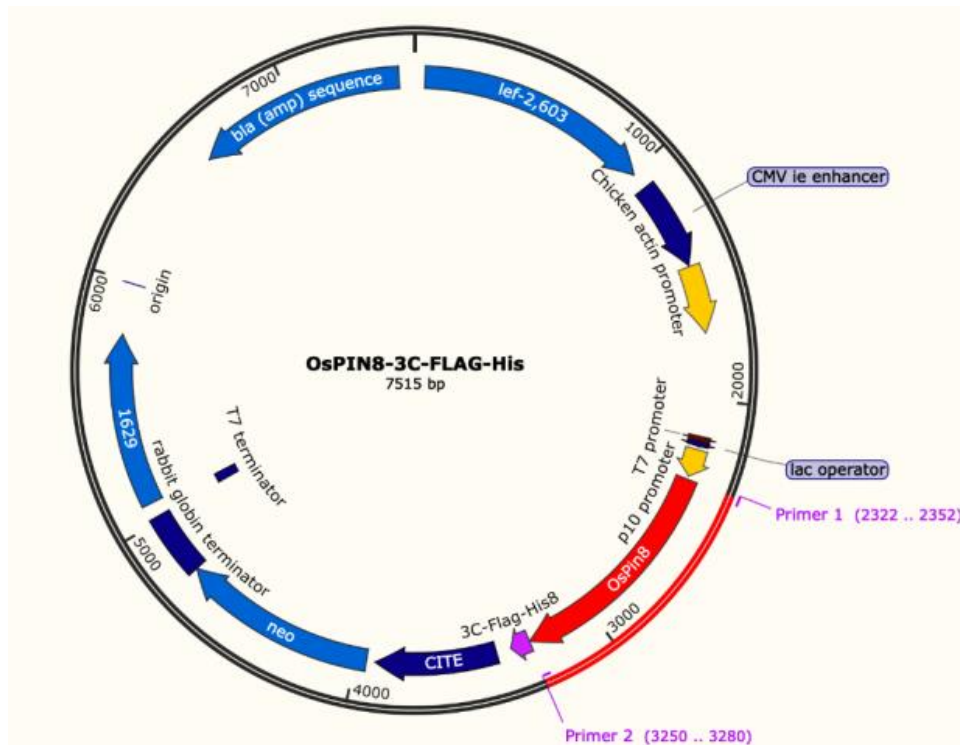 OsPIN8-3C-FLAG-His
7515 bp
lef-2,603
1000
CMV ie enhancer
Chicken actin promoter
2000
T7 promoter
lac operator
p10 promoter
Primer 1 (2322 .. 2352)
OsPin8
3000
3C-Flag-His8
Primer 2 (3250 .. 3280)
CITE
4000
neo
rabbit globin terminator
5000
T7 terminator
1629
origin
6000
bla (amp) sequence
7000